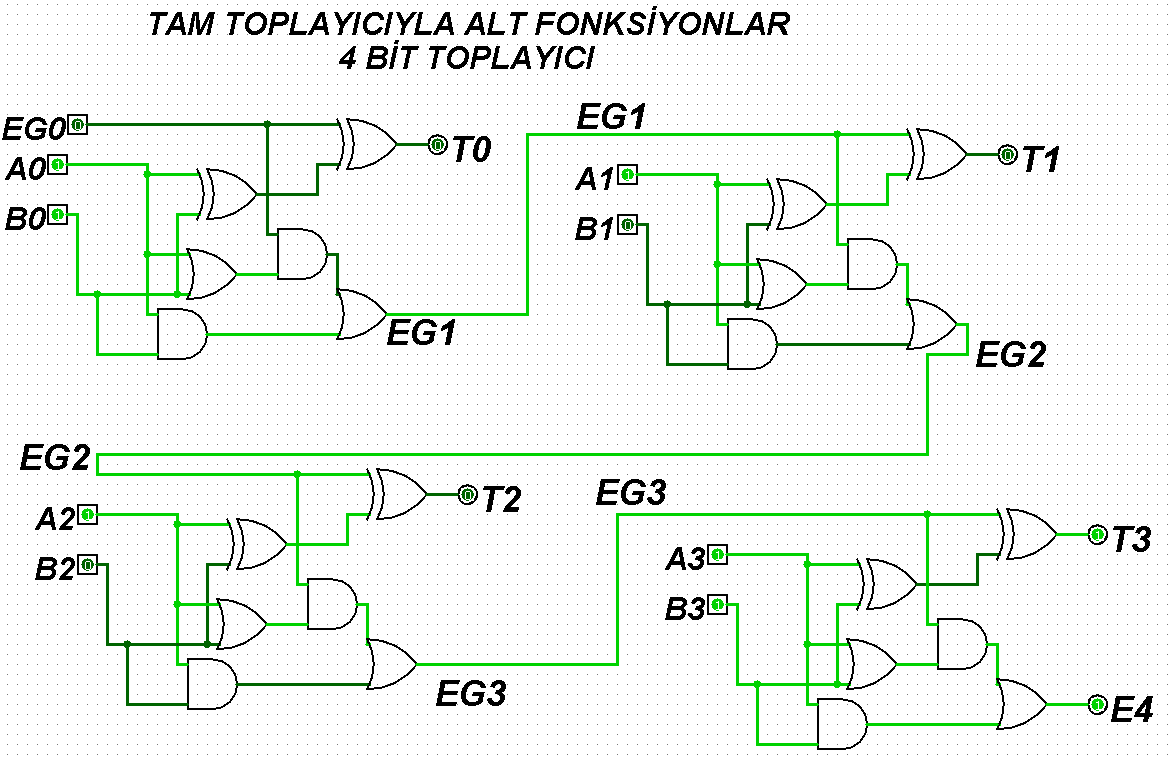 TAM TOPLAYICIYLA ALT FONKSİYONLAR
4 BİT TOPLAYICI
EG0 0
A0 1
B0 1
0 T0
EG1
EG1
A1 1
B1 0
0 T1
EG2
EG2
A2 1
B2 0
0 T2
EG3
EG3
A3 1
B3 1
1 T3
1 E4